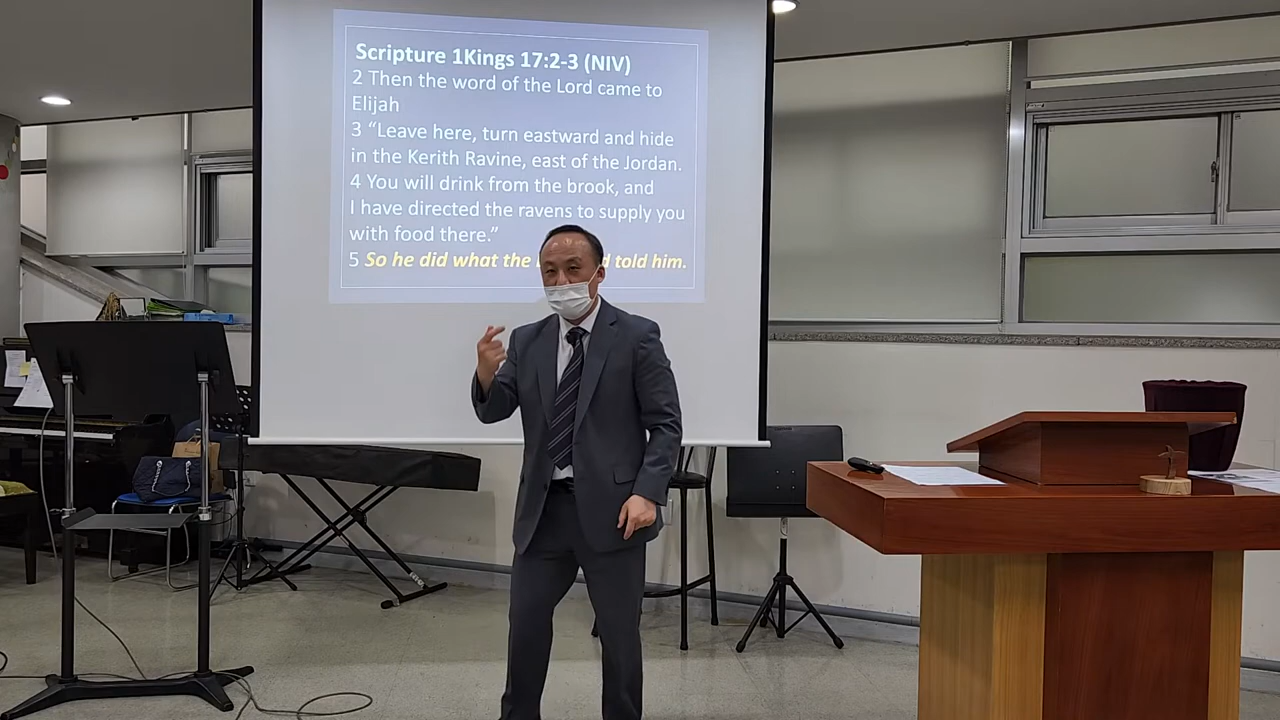 Scripture 1Kings 17:2-3 (NIV)
2 Then the word of the Lord came to
Elijah
3 “Leave here, turn eastward and hide
in the Kerith Ravine, east of the Jordan.
4 You will drink from the brook, and
I have directed the ravens to supply you
with food there.”
5 So he did what the told him.